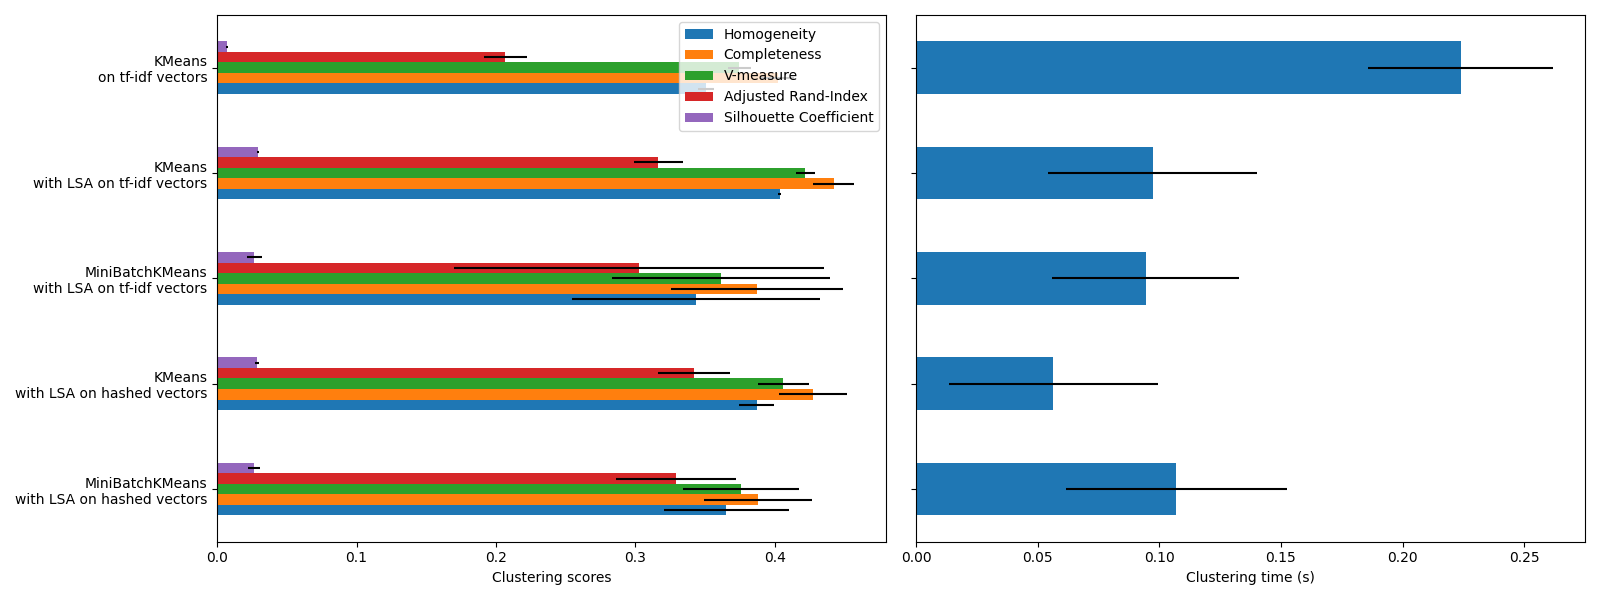 KMeans
on tf-idf vectors
KMeans
with LSA on tf-idf vectors
MiniBatchKMeans
with LSA on tf-idf vectors
KMeans
with LSA on hashed vectors
MiniBatchKMeans
with LSA on hashed vectors
Homogeneity
Completeness
V-measure
Adjusted Rand-Index
Silhouette Coefficient
0.0 0.1 0.2 0.3 0.4
Clustering scores
0.00 0.05 0.10 0.15 0.20 0.25
Clustering time (s)